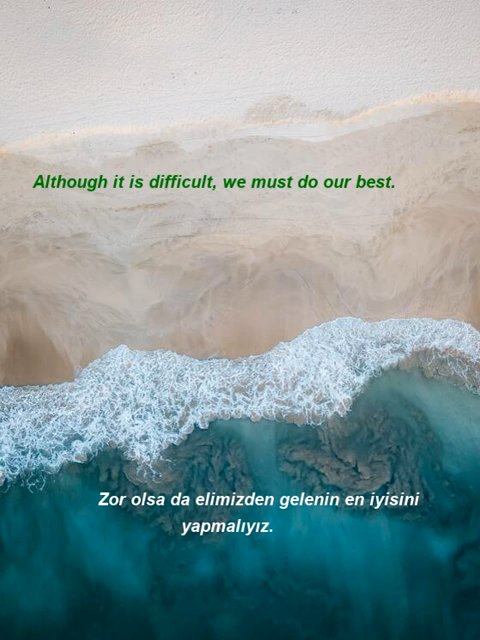 Although it is difficult, we must do our best.
Zor olsa da elimizden gelenin en iyisini
yapmalıyız.